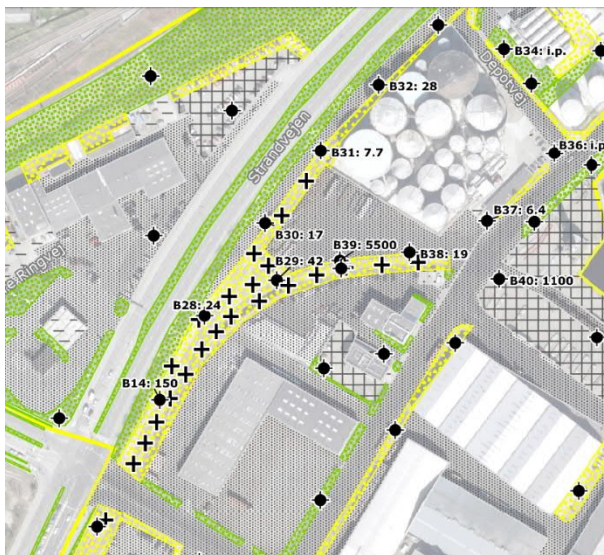 B34: i.p.
Depotvej
B32: 28
Strandvejen
B31: 7.7
B36: i.p
B30: 17
B37: 6.4
B39: 5500
B38: 19
B29: 42
e Ringvej
B40: 1100
B28: 24
B14: 150